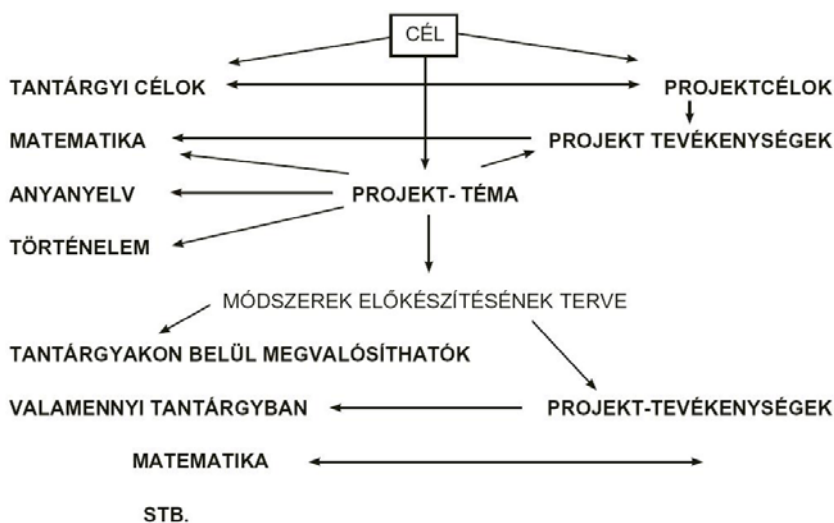 CÉL
TANTÁRGYI CÉLOK
PROJEKTCÉLOK
MATEMATIKA
PROJEKT TEVÉKENYSÉGEK
ANYANYELV
PROJEKT- TÉMA
TÖRTÉNELEM
MÓDSZEREK ELŐKÉSZÍTÉSÉNEK TERVE
TANTÁRGYAKON BELÜL MEGVALÓSÍTHATÓK
VALAMENNYI TANTÁRGYBAN
PROJEKT-TEVÉKENYSÉGEK
MATEMATIKA
STB.